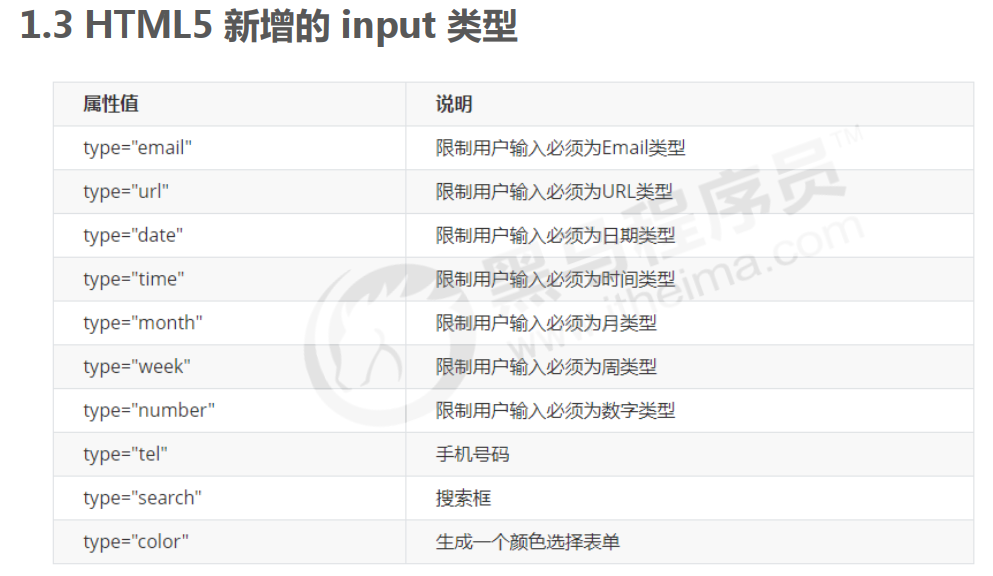 1.3 HTML5 新增的 input 类型
属性值 说明
type="email" 限制用户输入必须为Email类型
type="url" 限制用户输入必须为URL类型
type="date" 限制用户输入必须为日期类型
type="time" 限制用户输入必须为时间类型
type="month" 限制用户输入必须为月类型
type="week" 限制用户输入必须为周类型
type="number" 限制用户输入必须为数字类型
type="tel" 手机号码
type="search" 搜索框
type="color" 生成一个颜色选择表单
黑马程序员™
www.itheima.com